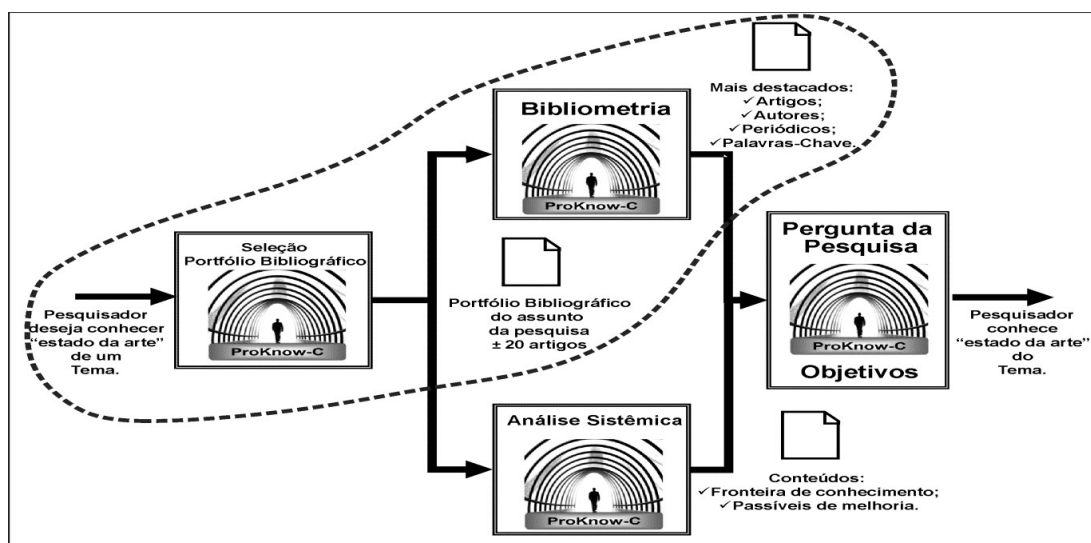 Pesquisador
deseja conhecer
“estado da arte”
de um
Tema.
Seleção
Portfólio Bibliográfico
ProKnow-C
Bibliometria
ProKnow-C
Mais destacados:
✓Artigos;
✓Autores;
✓Periódicos;
✓Palavras-Chave.
Portfólio Bibliográfico
do assunto
da pesquisa
± 20 artigos
Análise Sistêmica
ProKnow-C
Conteúdos:
✓Fronteira de conhecimento;
✓Passíveis de melhoria.
Pergunta da
Pesquisa
ProKnow-C
Objetivos
Pesquisador
conhece
“estado da arte”
do
Tema.